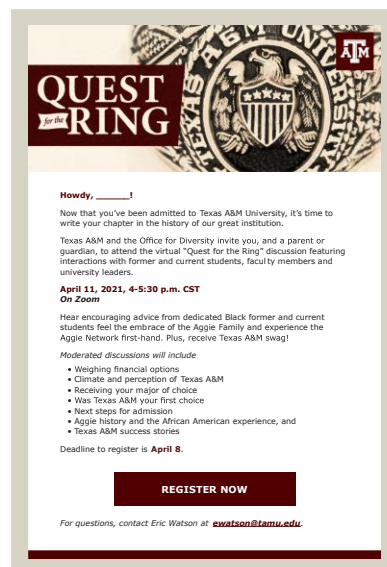 TEXAS A&M UNIVERSITY
A|M
QUEST
for the RING
Howdy, ______!
Now that you've been admitted to Texas A&M University, it's time to
write your chapter in the history of our great institution.
Texas A&M and the Office for Diversity invite you, and a parent or
guardian, to attend the virtual "Quest for the Ring" discussion featuring
interactions with former and current students, faculty members and
university leaders.
April 11, 2021, 4-5:30 p.m. CST
On Zoom
Hear encouraging advice from dedicated Black former and current
students feel the embrace of the Aggie Family and experience the
Aggie Network first-hand. Plus, receive Texas A&M swag!
Moderated discussions will include
• Weighing financial options
• Climate and perception of Texas A&M
• Receiving your major of choice
• Was Texas A&M your first choice
• Next steps for admission
• Aggie history and the African American experience, and
• Texas A&M success stories
Deadline to register is April 8.
REGISTER NOW
For questions, contact Eric Watson at ewatson@tamu.edu.